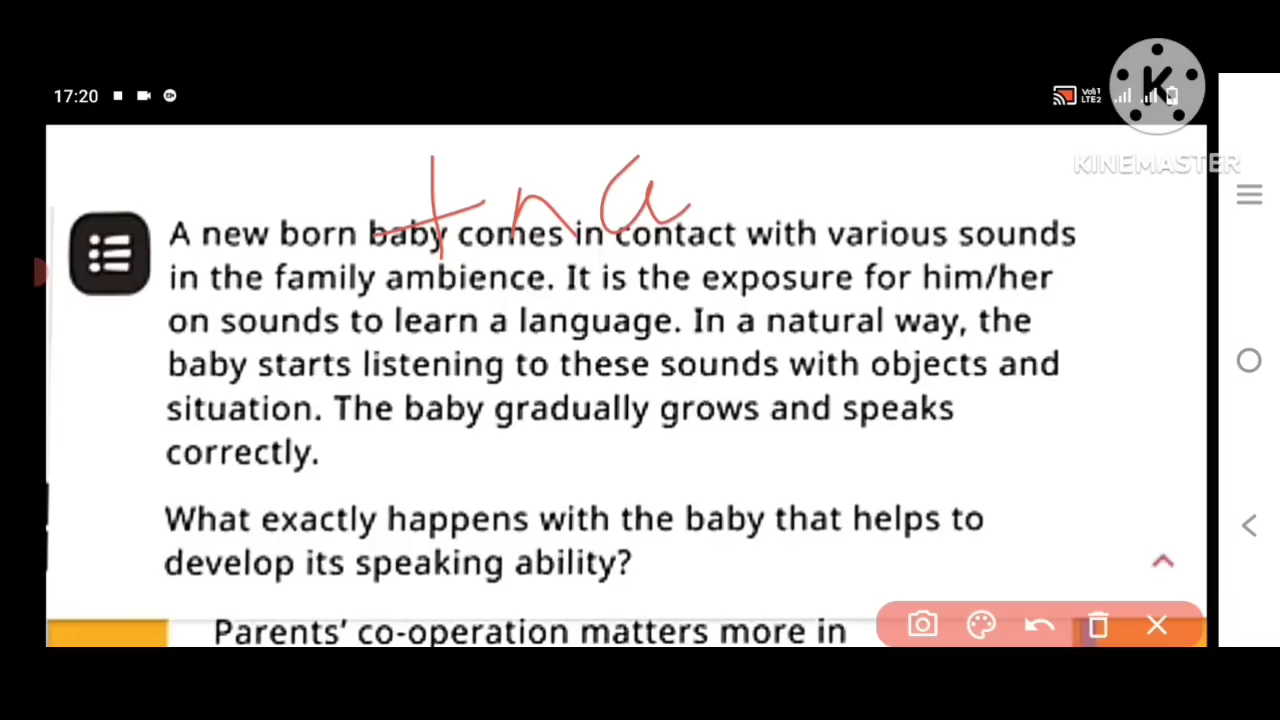 17:20
Vo) 1
LTE2
K
KINEMASTER
t n a
A new born baby comes in contact with various sounds
in the family ambience. It is the exposure for him/her
on sounds to learn a language. In a natural way, the
baby starts listening to these sounds with objects and
situation. The baby gradually grows and speaks
correctly.
What exactly happens with the baby that helps to
develop its speaking ability?
Parents’ co-operation matters more in